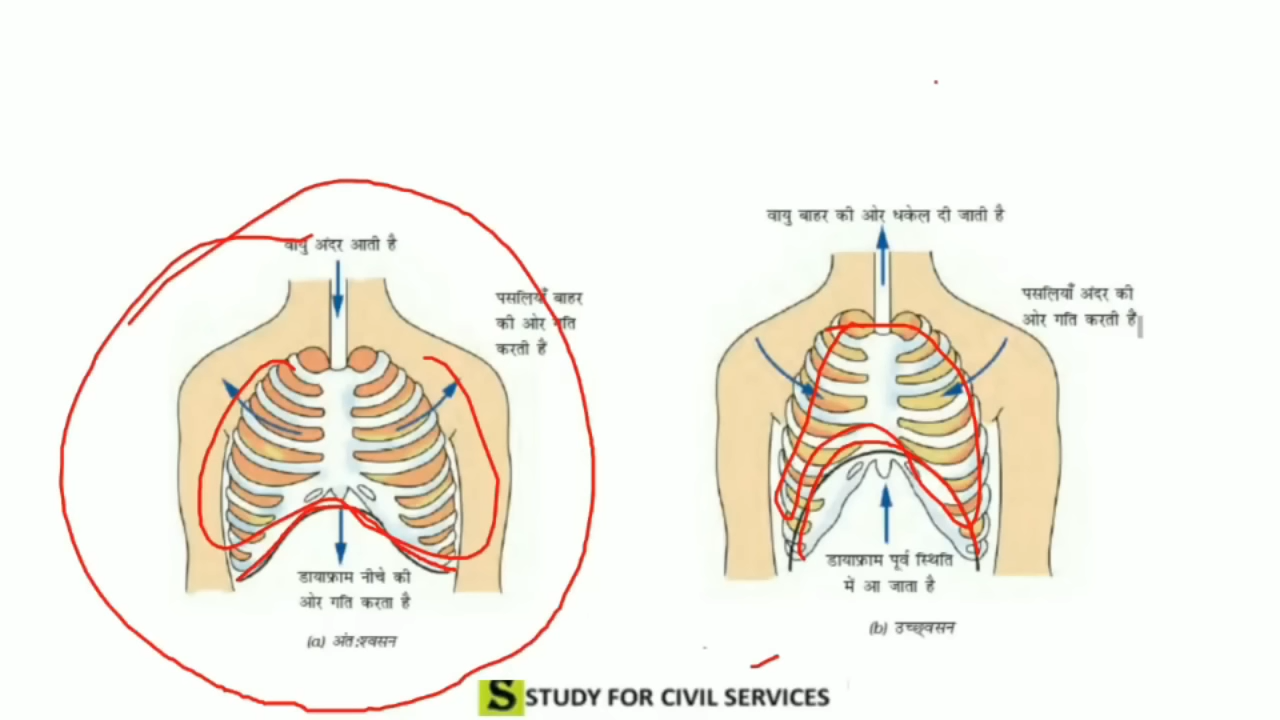 वायु अंदर आती है
पसलियाँ बाहर
की ओर गति
करती है
डायाफ्राम नीचे की
ओर गति करता है
(a) अंत:श्वसन
वायु बाहर की ओर धकेल दी जाती है
पसलियाँ अंदर की
ओर गति करती है
डायाफ्राम पूर्व स्थिति
में आ जाता है
(b) उच्छ्वसन
S STUDY FOR CIVIL SERVICES